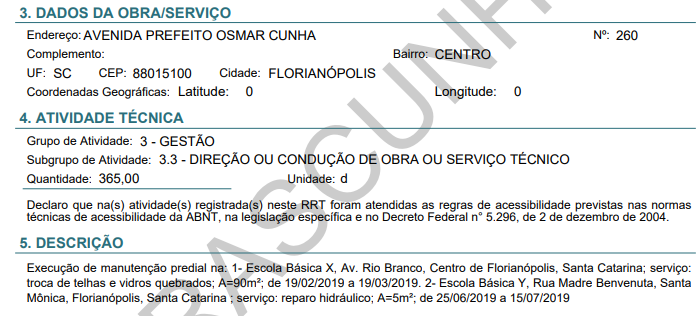 3. DADOS DA OBRA/SERVIÇO
Endereço: AVENIDA PREFEITO OSMAR CUNHA Nº: 260
Complemento: Bairro: CENTRO
UF: SC CEP: 88015100 Cidade: FLORIANÓPOLIS
Coordenadas Geográficas: Latitude: 0 Longitude: 0
4. ATIVIDADE TÉCNICA
Grupo de Atividade: 3 - GESTÃO
Subgrupo de Atividade: 3.3 - DIREÇÃO OU CONDUÇÃO DE OBRA OU SERVIÇO TÉCNICO
Quantidade: 365,00 Unidade: d
Declaro que na(s) atividade(s) registrada(s) neste RRT foram atendidas as regras de acessibilidade previstas nas normas
técnicas de acessibilidade da ABNT, na legislação específica e no Decreto Federal n° 5.296, de 2 de dezembro de 2004.
5. DESCRIÇÃO
Execução de manutenção predial na: 1- Escola Básica X, Av. Rio Branco, Centro de Florianópolis, Santa Catarina; serviço:
troca de telhas e vidros quebrados; A=90m²; de 19/02/2019 a 19/03/2019. 2- Escola Básica Y, Rua Madre Benvenuta, Santa
Mônica, Florianópolis, Santa Catarina ; serviço: reparo hidráulico; A=5m²; de 25/06/2019 a 15/07/2019
RASCUNH